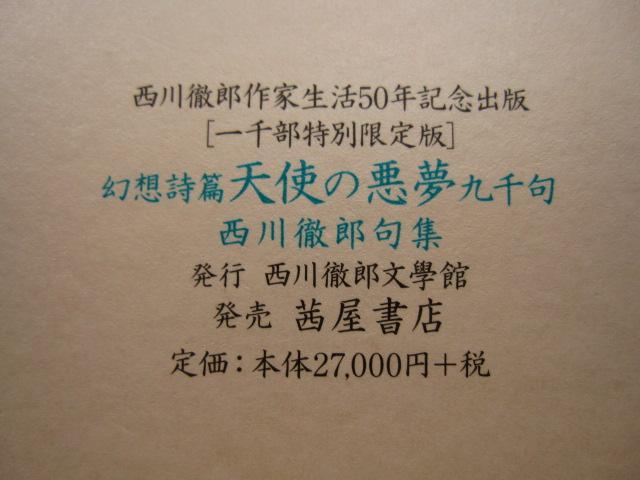 西川徹郎作家生活50年記念出版
[一千部特別限定版]
幻想詩篇 天使の悪夢九千句
西川徹郎句集
発行 西川徹郎文學館
発売 茜屋書店
定価：本体27,000円＋税